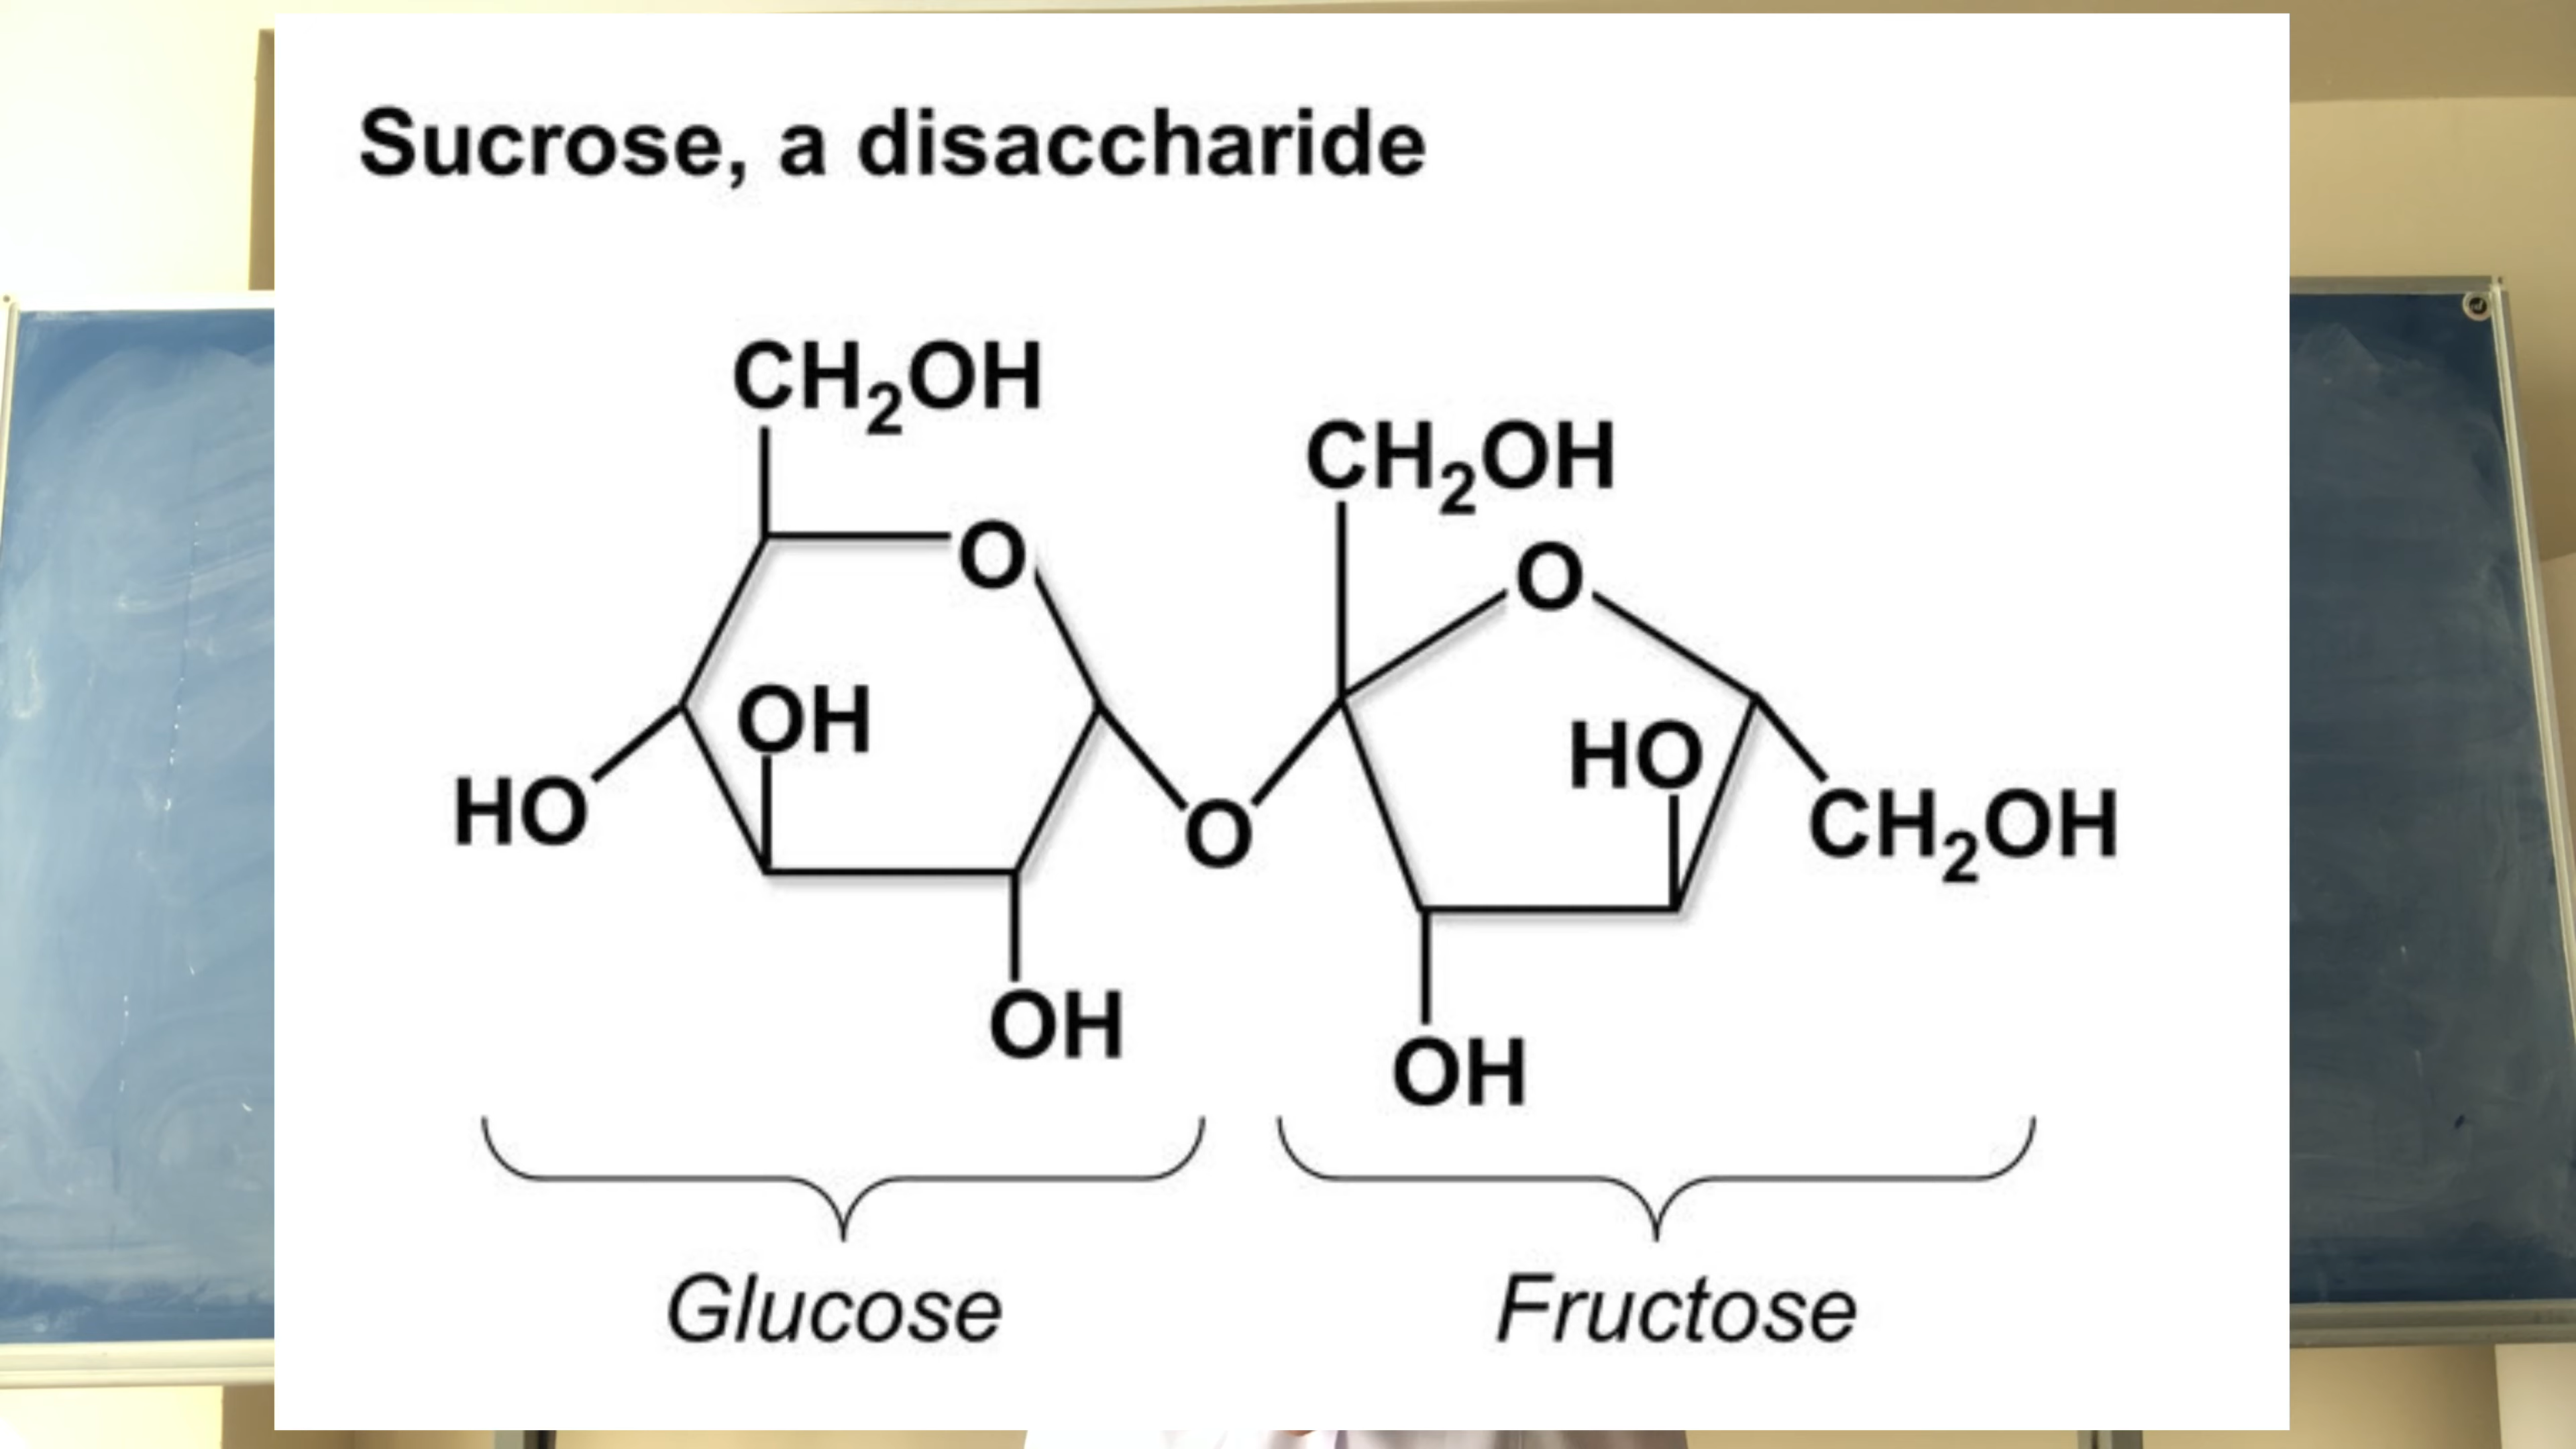 Sucrose, a disaccharide
CH₂OH
CH₂OH
O
O
OH
HO
HO
O
CH₂OH
OH
OH
Glucose
Fructose